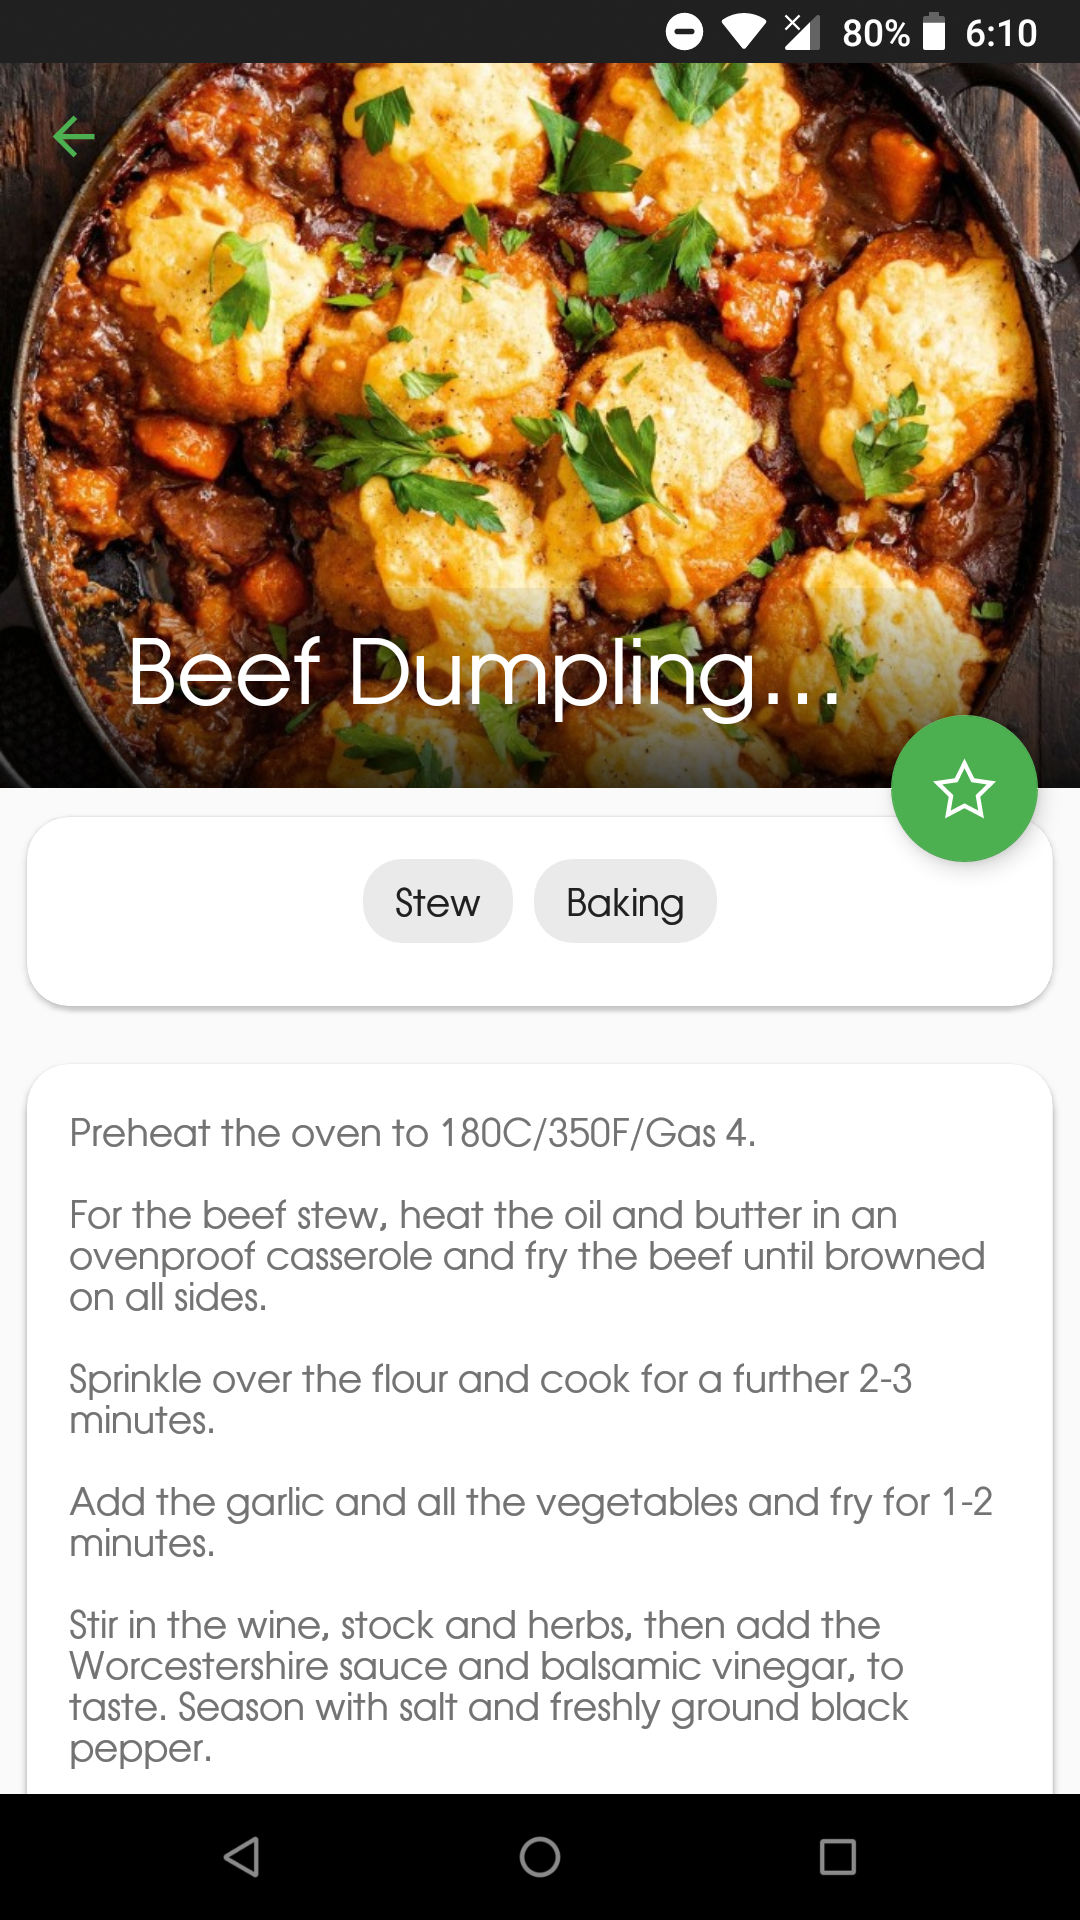 80% 6:10
Beef Dumpling...
Stew Baking
Preheat the oven to 180C/350F/Gas 4.
For the beef stew, heat the oil and butter in an
ovenproof casserole and fry the beef until browned
on all sides.
Sprinkle over the flour and cook for a further 2-3
minutes.
Add the garlic and all the vegetables and fry for 1-2
minutes.
Stir in the wine, stock and herbs, then add the
Worcestershire sauce and balsamic vinegar, to
taste. Season with salt and freshly ground black
pepper.